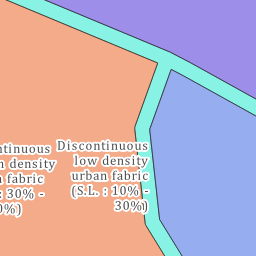 Discontinuous
low density
urban fabric
(S.L. : 10% -
30%)
ntinuous
density
fabric
: 30% -
0%)